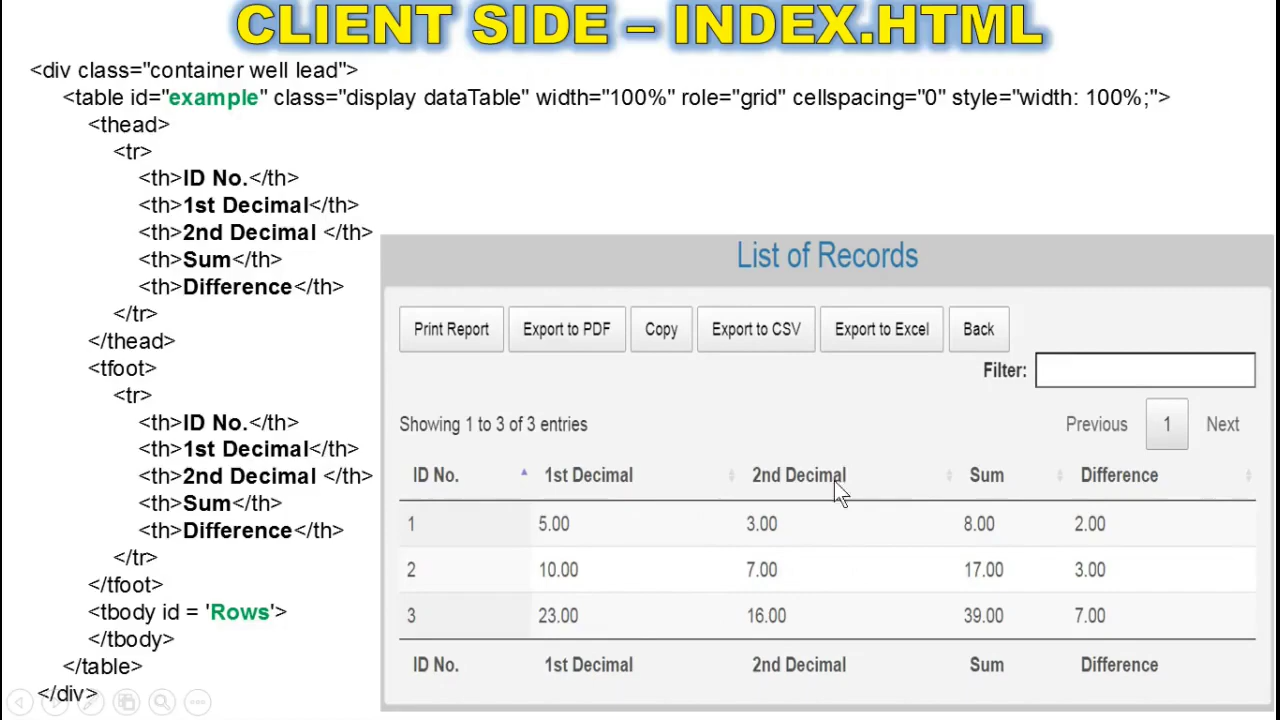 CLIENT SIDE – INDEX.HTML
<div class="container well lead">
<table id="example" class="display dataTable" width="100%" role="grid" cellspacing="0" style="width: 100%;">
<thead>
<tr>
<th>ID No.</th>
<th>1st Decimal</th>
<th>2nd Decimal </th>
<th>Sum</th>
<th>Difference</th>
</tr>
</thead>
<tfoot>
<tr>
<th>ID No.</th>
<th>1st Decimal</th>
<th>2nd Decimal </th>
<th>Sum</th>
<th>Difference</th>
</tr>
</tfoot>
<tbody id = 'Rows'>
</tbody>
</table>
</div>
List of Records
Print Report Export to PDF Copy Export to CSV Export to Excel Back
Filter:
Showing 1 to 3 of 3 entries Previous 1 Next
ID No. 1st Decimal 2nd Decimal Sum Difference
1 5.00 3.00 8.00 2.00
2 10.00 7.00 17.00 3.00
3 23.00 16.00 39.00 7.00
ID No. 1st Decimal 2nd Decimal Sum Difference